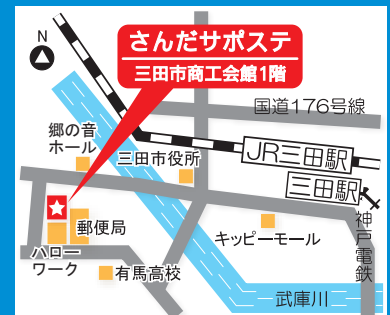 N
さんだサポステ
三田市商工会館1階
国道176号線
郷の音
ホール
三田市役所
JR三田駅
三田駅
神戸電鉄
郵便局
ハロー
ワーク
キッピーモール
有馬高校
武庫川